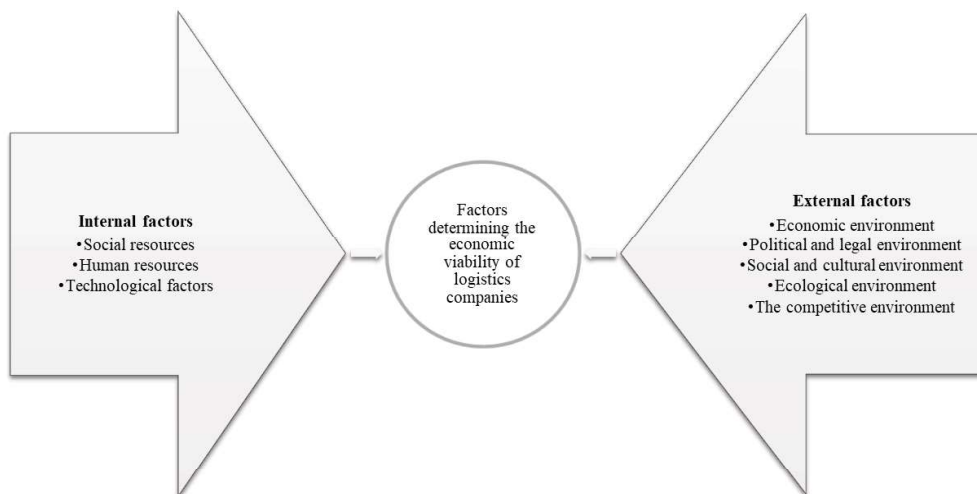 Internal factors
•Social resources
•Human resources
•Technological factors
Factors
determining the
economic
viability of
logistics
companies
External factors
•Economic environment
•Political and legal environment
•Social and cultural environment
•Ecological environment
•The competitive environment